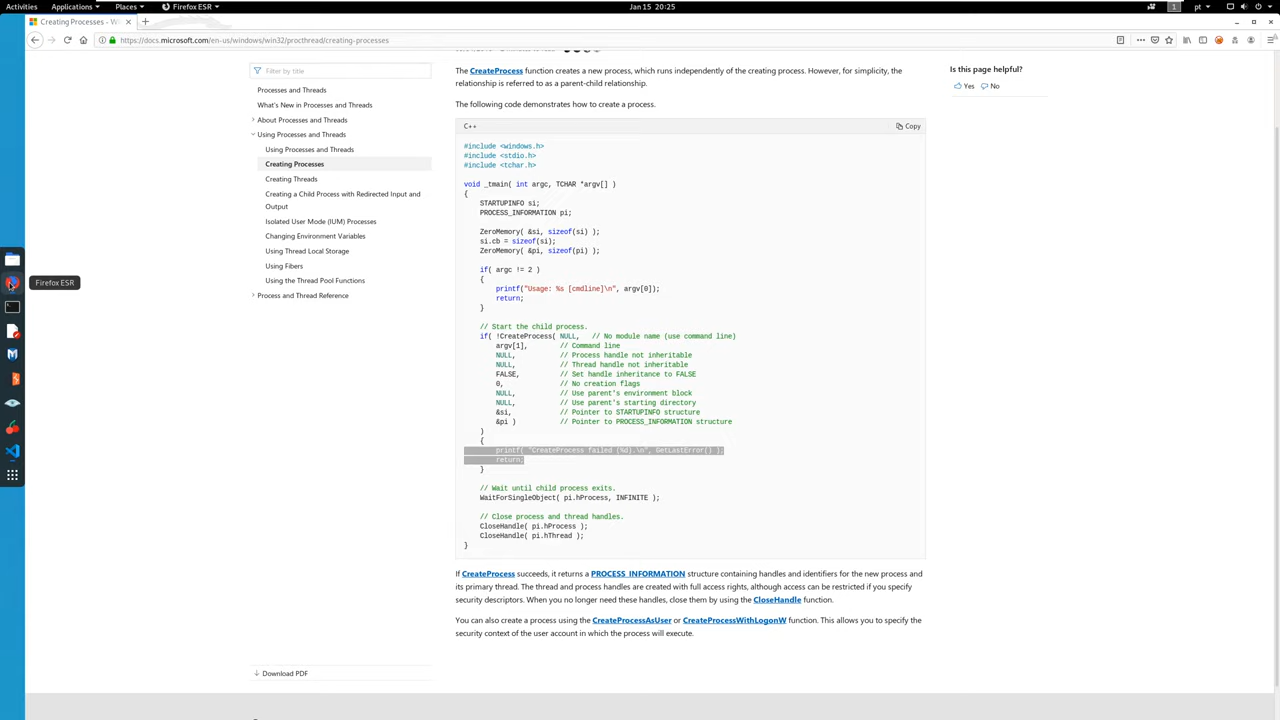 Activities
Applications
Places
Firefox ESR
Jan 15 20:25
1
pt
Creating Processes - W
https://docs.microsoft.com/en-us/windows/win32/procthread/creating-processes
Filter by title
Processes and Threads
What's New in Processes and Threads
About Processes and Threads
Using Processes and Threads
Using Processes and Threads
Creating Processes
Creating Threads
Creating a Child Process with Redirected Input and
Output
Isolated User Mode (IUM) Processes
Changing Environment Variables
Using Thread Local Storage
Using Fibers
Using the Thread Pool Functions
Process and Thread Reference
Download PDF
Firefox ESR
The CreateProcess function creates a new process, which runs independently of the creating process. However, for simplicity, the
relationship is referred to as a parent-child relationship.
The following code demonstrates how to create a process.
C++
Copy
#include <windows.h>
#include <stdio.h>
#include <tchar.h>
void _tmain( int argc, TCHAR *argv[] )
{
STARTUPINFO si;
PROCESS_INFORMATION pi;
ZeroMemory( &si, sizeof(si) );
si.cb = sizeof(si);
ZeroMemory( &pi, sizeof(pi) );
if( argc != 2 )
{
printf("Usage: %s [cmdline]\n", argv[0]);
return;
}
// Start the child process.
if( !CreateProcess( NULL, // No module name (use command line)
argv[1], // Command line
NULL, // Process handle not inheritable
NULL, // Thread handle not inheritable
FALSE, // Set handle inheritance to FALSE
0, // No creation flags
NULL, // Use parent's environment block
NULL, // Use parent's starting directory
&si, // Pointer to STARTUPINFO structure
&pi ) // Pointer to PROCESS_INFORMATION structure
)
{
printf( "CreateProcess failed (%d).\n", GetLastError() );
return;
}
// Wait until child process exits.
WaitForSingleObject( pi.hProcess, INFINITE );
// Close process and thread handles.
CloseHandle( pi.hProcess );
CloseHandle( pi.hThread );
}
If CreateProcess succeeds, it returns a PROCESS_INFORMATION structure containing handles and identifiers for the new process and
its primary thread. The thread and process handles are created with full access rights, although access can be restricted if you specify
security descriptors. When you no longer need these handles, close them by using the CloseHandle function.
You can also create a process using the CreateProcessAsUser or CreateProcessWithLogonW function. This allows you to specify the
security context of the user account in which the process will execute.
Is this page helpful?
Yes No